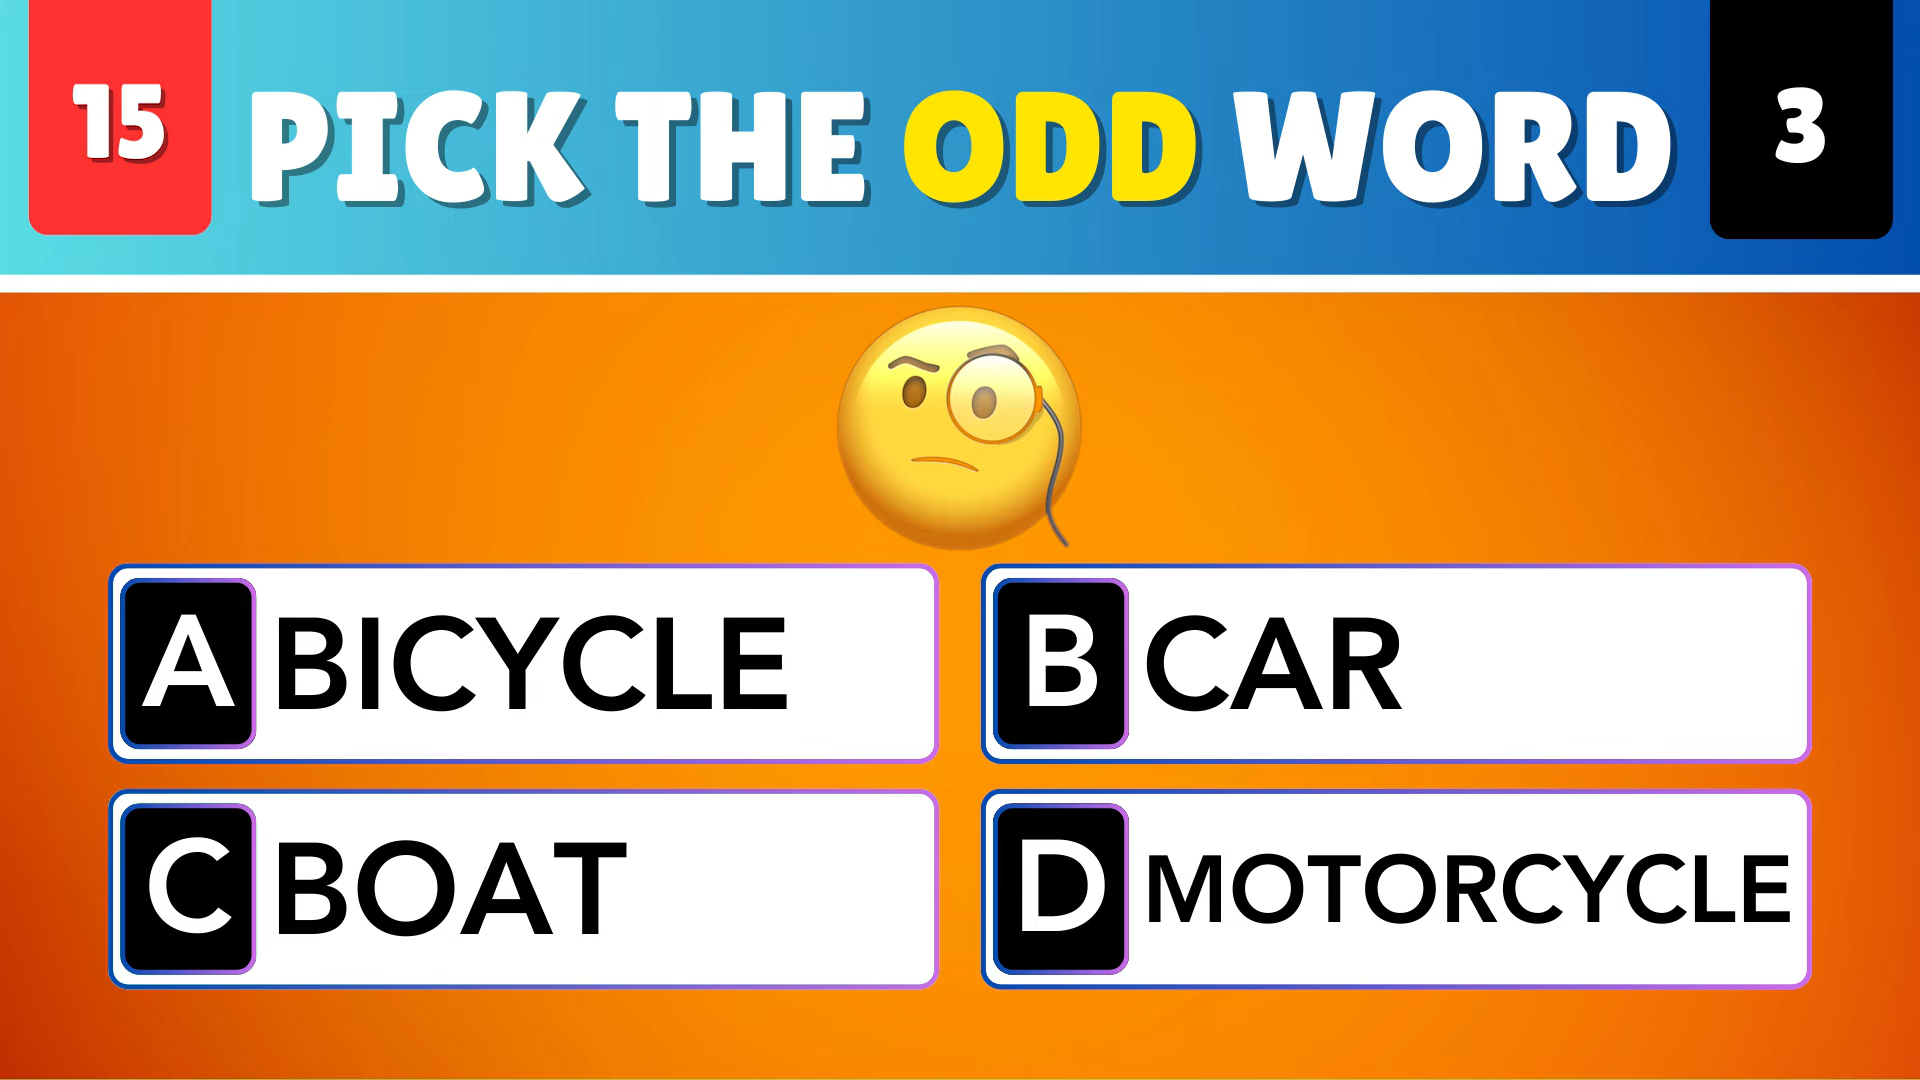 15
PICK THE ODD WORD
3
A BICYCLE
B CAR
C BOAT
D MOTORCYCLE